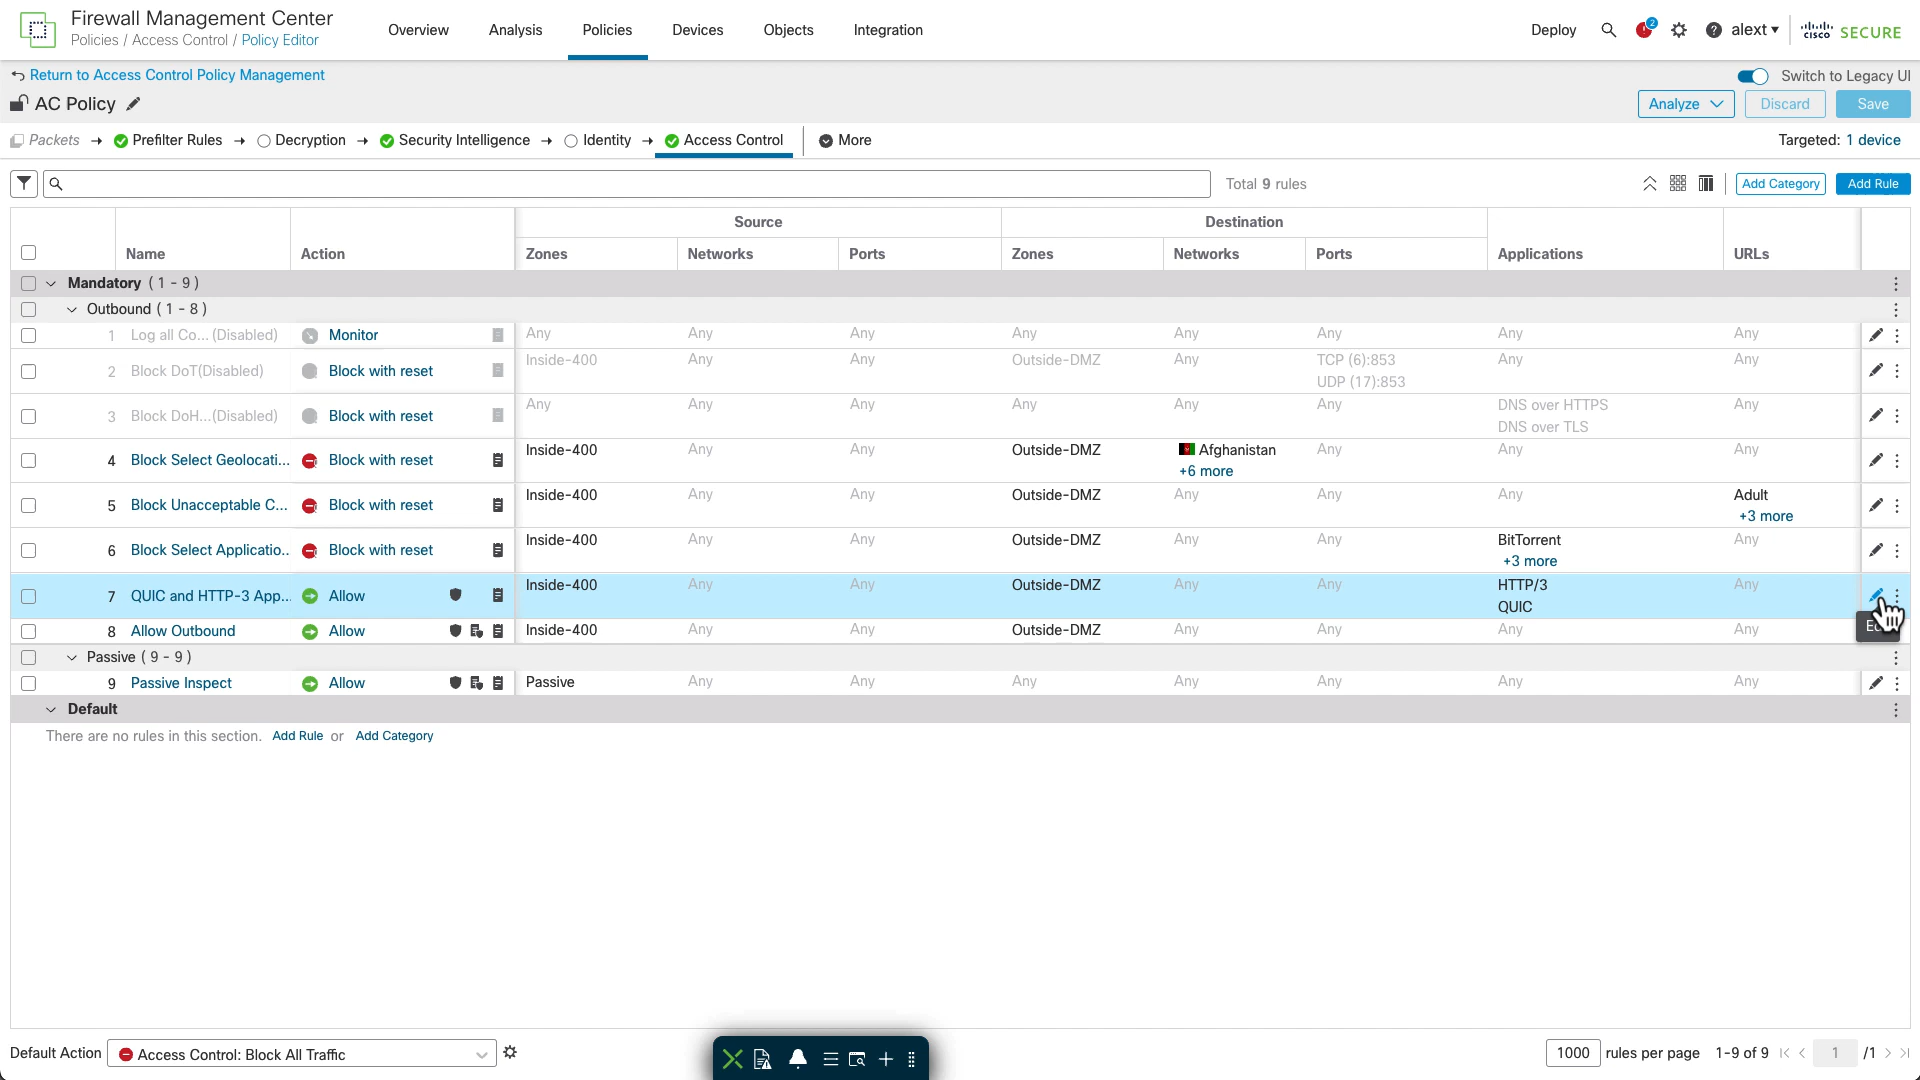 Firewall Management Center
Policies / Access Control / Policy Editor
Overview Analysis Policies Devices Objects Integration
Deploy 2 alext
cisco SECURE
Return to Access Control Policy Management
Switch to Legacy UI
AC Policy
Analyze Discard Save
Packets Prefilter Rules Decryption Security Intelligence Identity Access Control More
Targeted: 1 device
Total 9 rules
Add Category Add Rule
Source Destination
Name Action Zones Networks Ports Zones Networks Ports Applications URLs
Mandatory (1 - 9)
Outbound (1 - 8)
1 Log all Co... (Disabled) Monitor Any Any Any Any Any Any Any Any
2 Block DoT(Disabled) Block with reset Inside-400 Any Any Outside-DMZ Any TCP (6):853 Any Any
UDP (17):853
3 Block DoH...(Disabled) Block with reset Any Any Any Any Any Any DNS over HTTPS Any
DNS over TLS
4 Block Select Geolocati... Block with reset Inside-400 Any Any Outside-DMZ Afghanistan Any Any Any
+6 more
5 Block Unacceptable C... Block with reset Inside-400 Any Any Outside-DMZ Any Any Any Adult
+3 more
6 Block Select Applicatio.. Block with reset Inside-400 Any Any Outside-DMZ Any Any BitTorrent Any
+3 more
7 QUIC and HTTP-3 App... Allow Inside-400 Any Any Outside-DMZ Any Any HTTP/3 Any
QUIC
8 Allow Outbound Allow Inside-400 Any Any Outside-DMZ Any Any Any Any
Passive (9 - 9)
9 Passive Inspect Allow Passive Any Any Any Any Any Any Any
Default
There are no rules in this section. Add Rule or Add Category
Default Action Access Control: Block All Traffic
1000 rules per page 1-9 of 9 1 /1